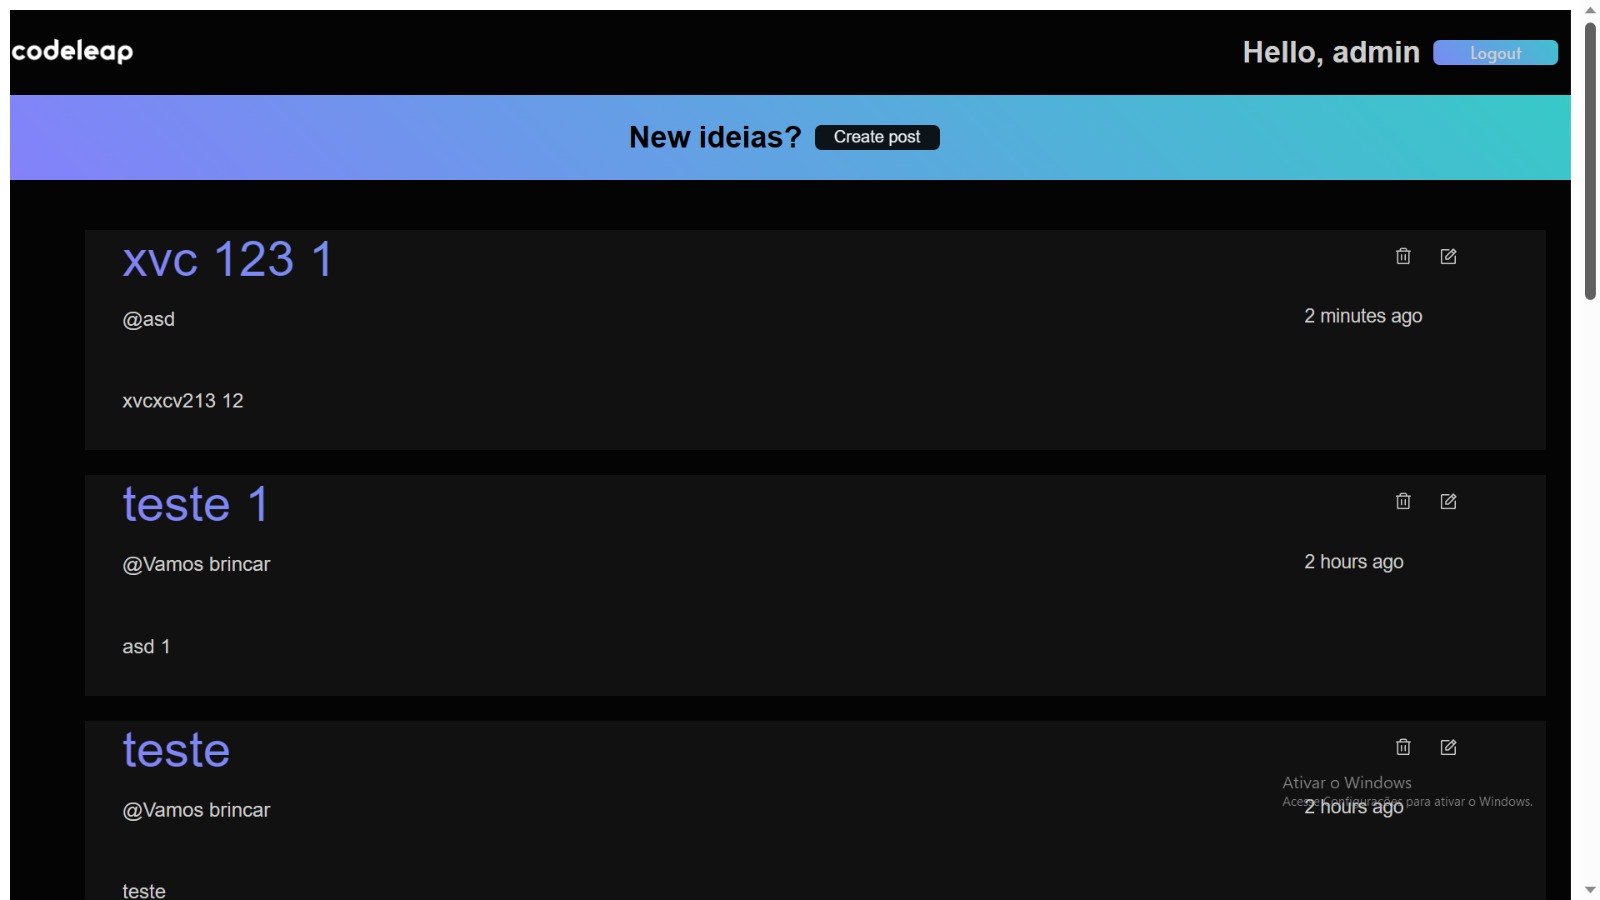 codeleap
Hello, admin
Logout
New ideias?
Create post
xvc 123 1
@asd
2 minutes ago
xvcxcv213 12
teste 1
@Vamos brincar
2 hours ago
asd 1
teste
Ativar o Windows
Acesse Configurações para ativar o Windows.
@Vamos brincar
2 hours ago
teste